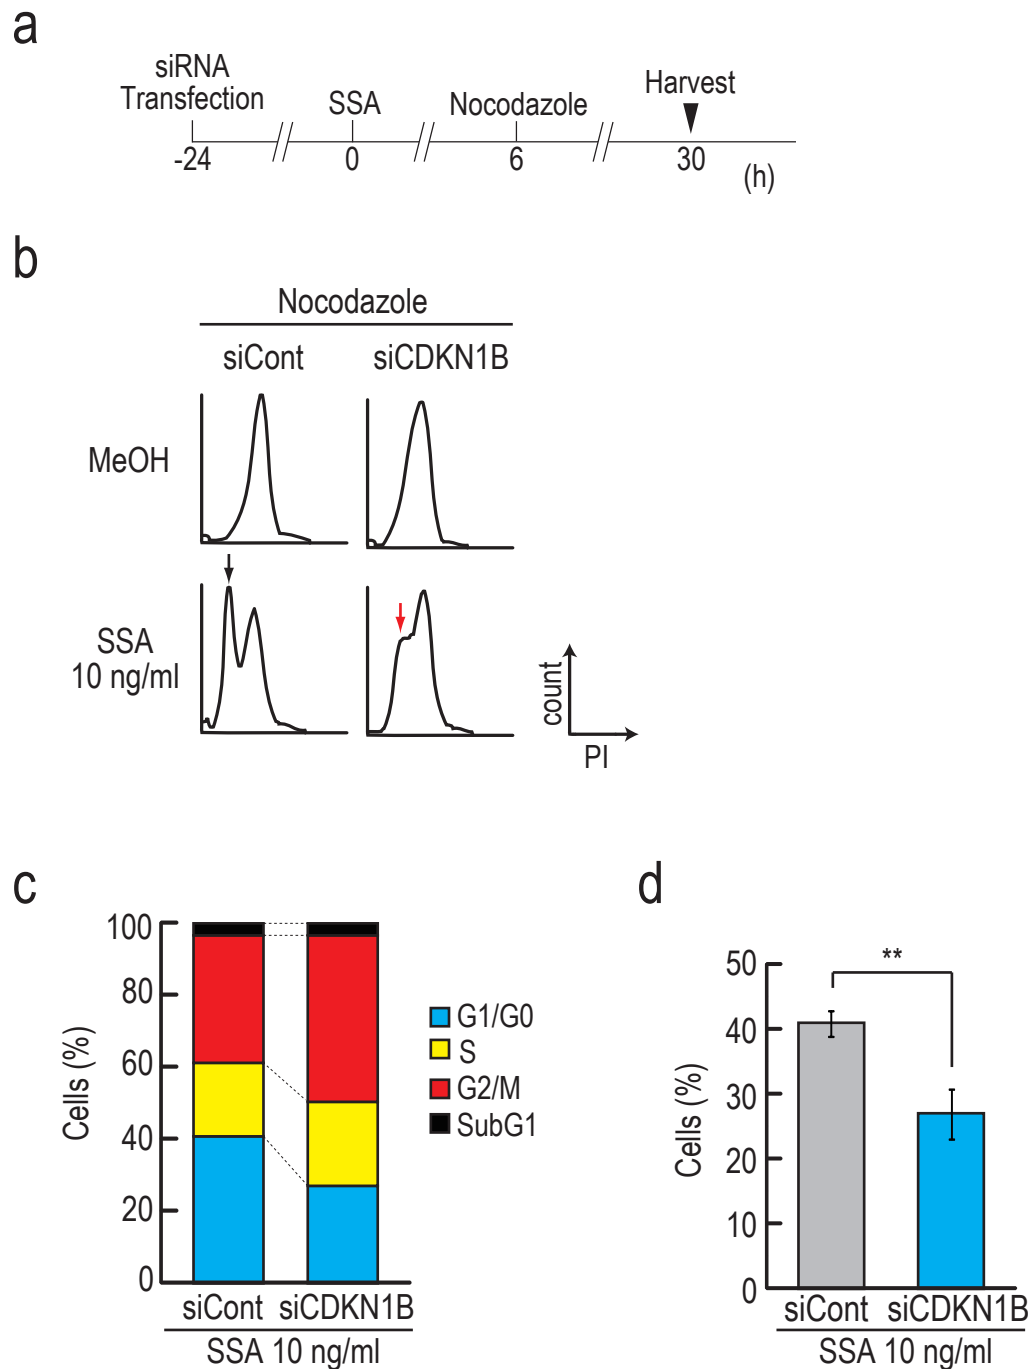 a
siRNA
Transfection
SSA
Nocodazole
Harvest
-24
0
6
30
(h)
b
Nocodazole
siCont
siCDKN1B
MeOH
SSA
10 ng/ml
count
PI
c
Cells (%)
100
80
60
40
20
0
siCont
siCDKN1B
SSA 10 ng/ml
G1/G0
S
G2/M
SubG1
d
Cells (%)
50
40
30
20
10
0
**
siCont
siCDKN1B
SSA 10 ng/ml